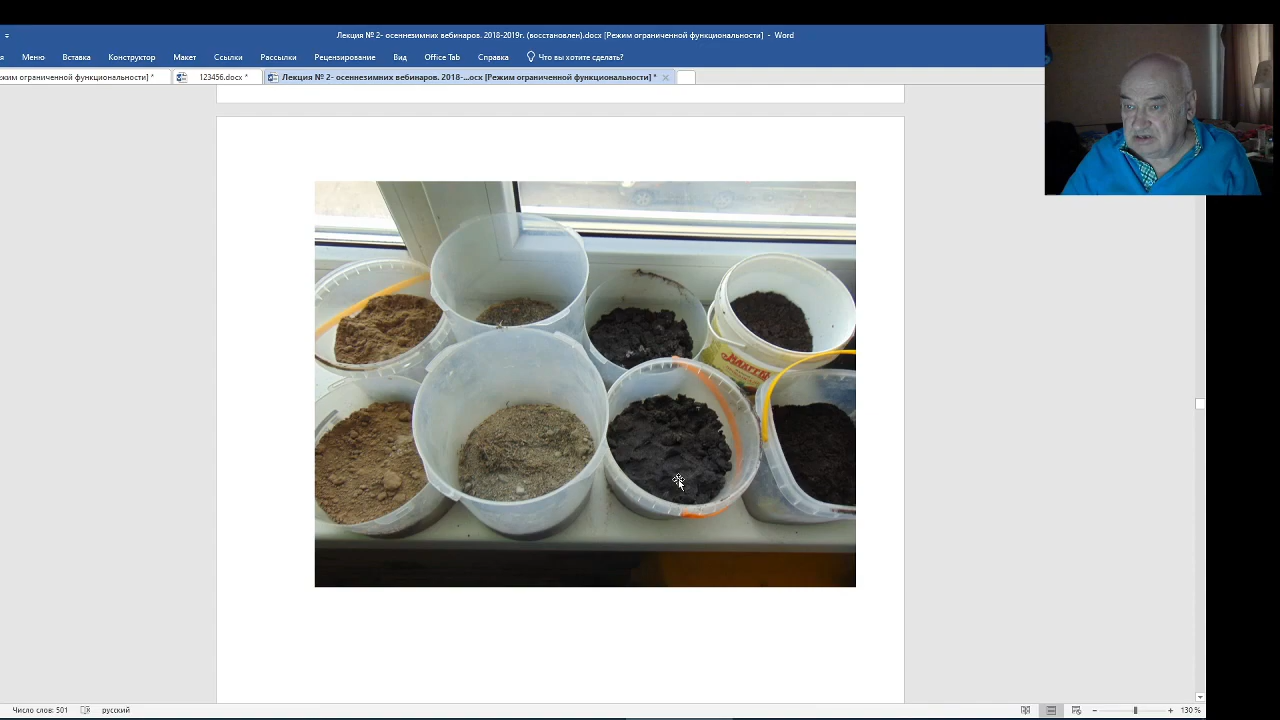 Лекция № 2- осеннезимних вебинаров. 2018-2019г. (восстановлен).docx [Режим ограниченной функциональности] - Word
я Меню Вставка Конструктор Макет Ссылки Рассылки Рецензирование Вид Office Tab Справка Что вы хотите сделать?
жим ограниченной функциональности] * 123456.docx * Лекция № 2- осеннезимних вебинаров. 2018-...ocx [Режим ограниченной функциональности] *
Число слов: 501 русский 130 %